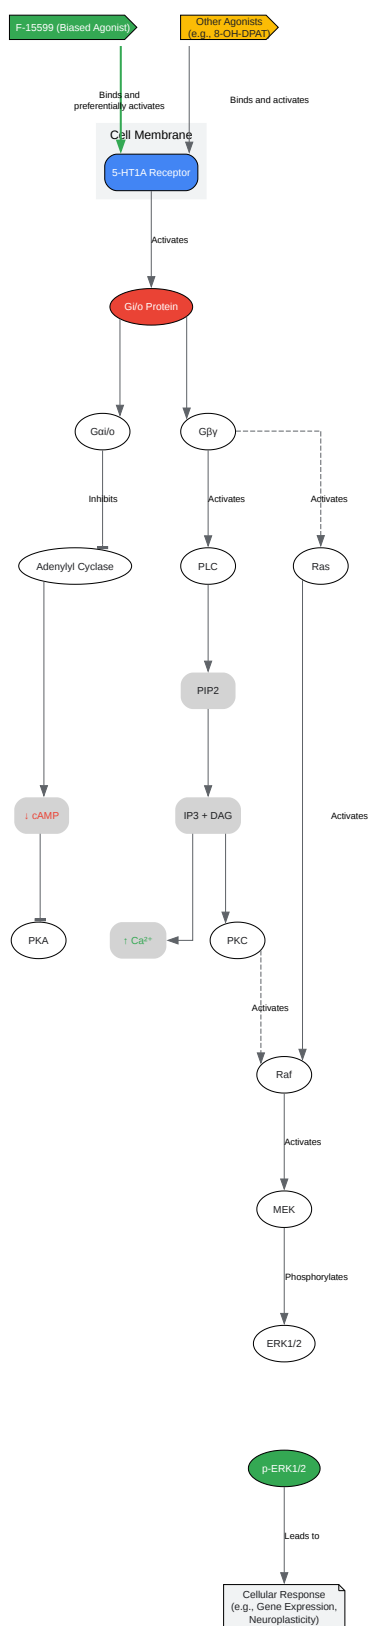 F-15599 (Biased Agonist)
Other Agonists
(e.g., 8-OH-DPAT)
Binds and
preferentially activates
Binds and activates
Cell Membrane
5-HT1A Receptor
Activates
Gi/o Protein
Gαi/o
Gβγ
Inhibits
Activates
Activates
Adenylyl Cyclase
PLC
Ras
PIP2
↓ cAMP
IP3 + DAG
Activates
PKA
↑ Ca²⁺
PKC
Activates
Raf
Activates
MEK
Phosphorylates
ERK1/2
p-ERK1/2
Leads to
Cellular Response
(e.g., Gene Expression,
Neuroplasticity)